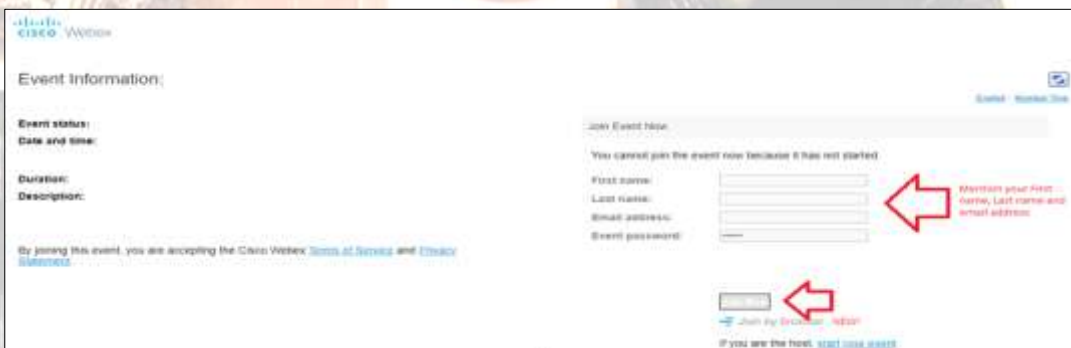 cisco Webex
Event Information:
English
Event status:
Date and time:
Join Event Now
You cannot join the event now because it has not started
Duration:
Description:
First name:
Last name:
Email address:
Event password:
Mention your First
name, Last name and
email address
By joining this event, you are accepting the Cisco Webex Terms of Service and Privacy
Statement
Join by browser
If you are the host, start your event